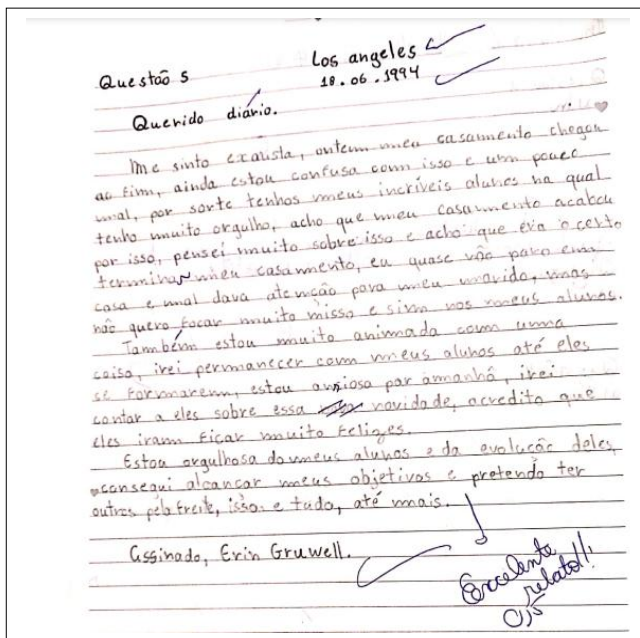 Questão 5
Los angeles
18.06.1994
Querido diário.
Me sinto exausta, ontem meu casamento chegou
ao fim, ainda estou confusa com isso e um pouco
mal, por sorte tenhos meus incríveis alunos na qual
tenho muito orgulho, acho que meu casamento acabou
por isso, pensei muito sobre isso e acho que era o certo
terminar meu casamento, eu quase não paro em
casa e mal dava atencão para meu marido, mas
não quero focar muito nisso e sim nos meus alunos.
Também estou muito animada com uma
coisa, irei permanecer com meus alunos até eles
se formarem, estou ansiosa por amanhã, irei
contar a eles sobre essa novidade, acredito que
eles iram ficar muito felizes.
Estou orgulhosa do meus alunos e da evolução deles,
consegui alcançar meus objetivos e pretendo ter
outros pela freite, isso e tudo, até mais.
Assinado, Erin Gruwell.
Excelente
relato!!
0,5